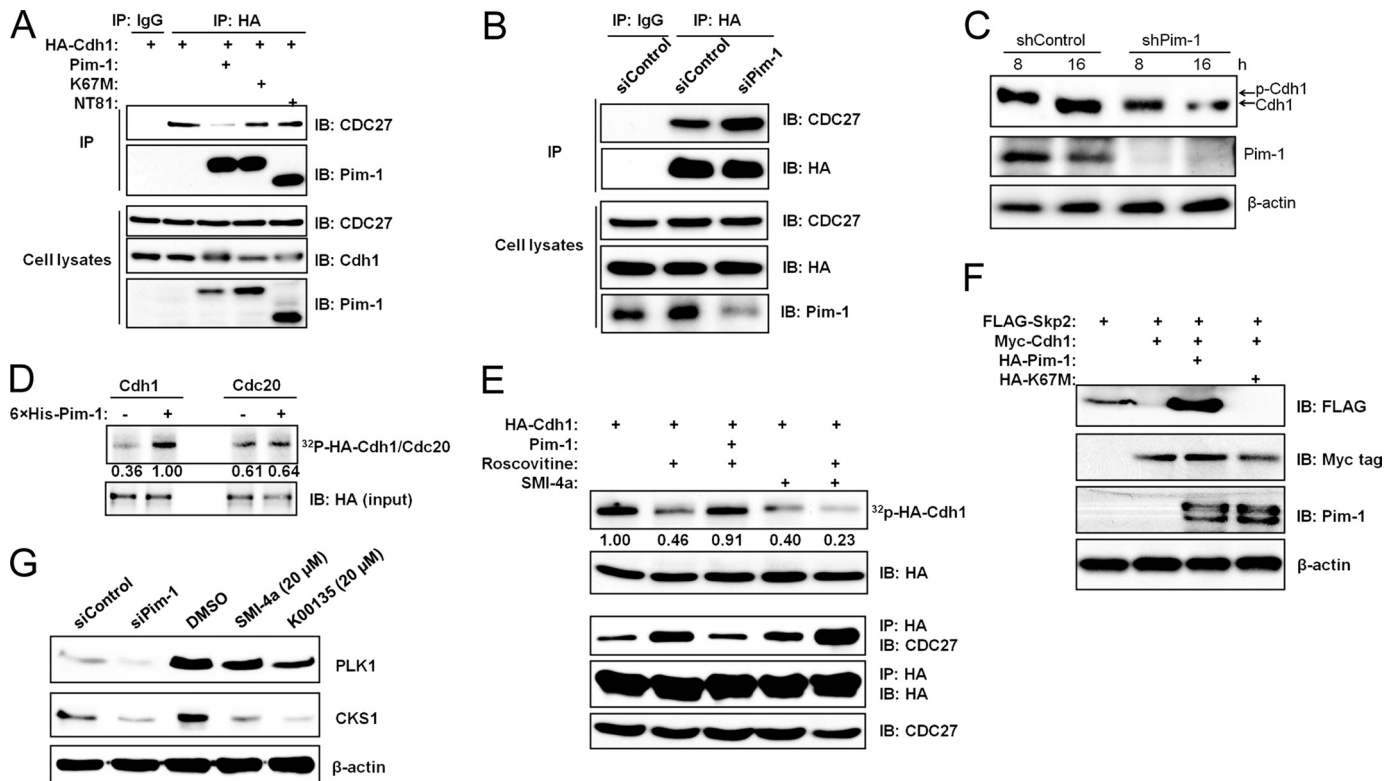 A
IP: IgG IP: HA
HA-Cdh1: + + + + +
Pim-1: +
K67M: +
NT81: +
IP
IB: CDC27
IB: Pim-1
Cell lysates
IB: CDC27
IB: Cdh1
IB: Pim-1
B
IP: IgG IP: HA
siControl siControl siPim-1
IP
IB: CDC27
IB: HA
Cell lysates
IB: CDC27
IB: HA
IB: Pim-1
C
shControl shPim-1
8 16 8 16 h
p-Cdh1
Cdh1
Pim-1
β-actin
D
Cdh1 Cdc20
6×His-Pim-1: - + - +
³²P-HA-Cdh1/Cdc20
0.36 1.00 0.61 0.64
IB: HA (input)
E
HA-Cdh1: + + + + +
Pim-1: +
Roscovitine: + + +
SMI-4a: + +
³²p-HA-Cdh1
1.00 0.46 0.91 0.40 0.23
IB: HA
IP: HA
IB: CDC27
IP: HA
IB: HA
IB: CDC27
F
FLAG-Skp2: + + + +
Myc-Cdh1: + + +
HA-Pim-1: +
HA-K67M: +
IB: FLAG
IB: Myc tag
IB: Pim-1
β-actin
G
siControl siPim-1 DMSO SMI-4a (20 µM) K00135 (20 µM)
PLK1
CKS1
β-actin